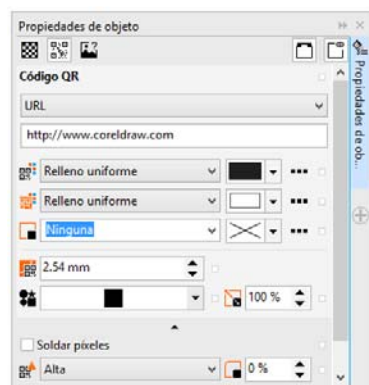 Propiedades de objeto
Código QR
URL
http://www.coreldraw.com
Relleno uniforme
Relleno uniforme
Ninguna
2.54 mm
100 %
Soldar píxeles
Alta
0 %
Propiedades de ob...